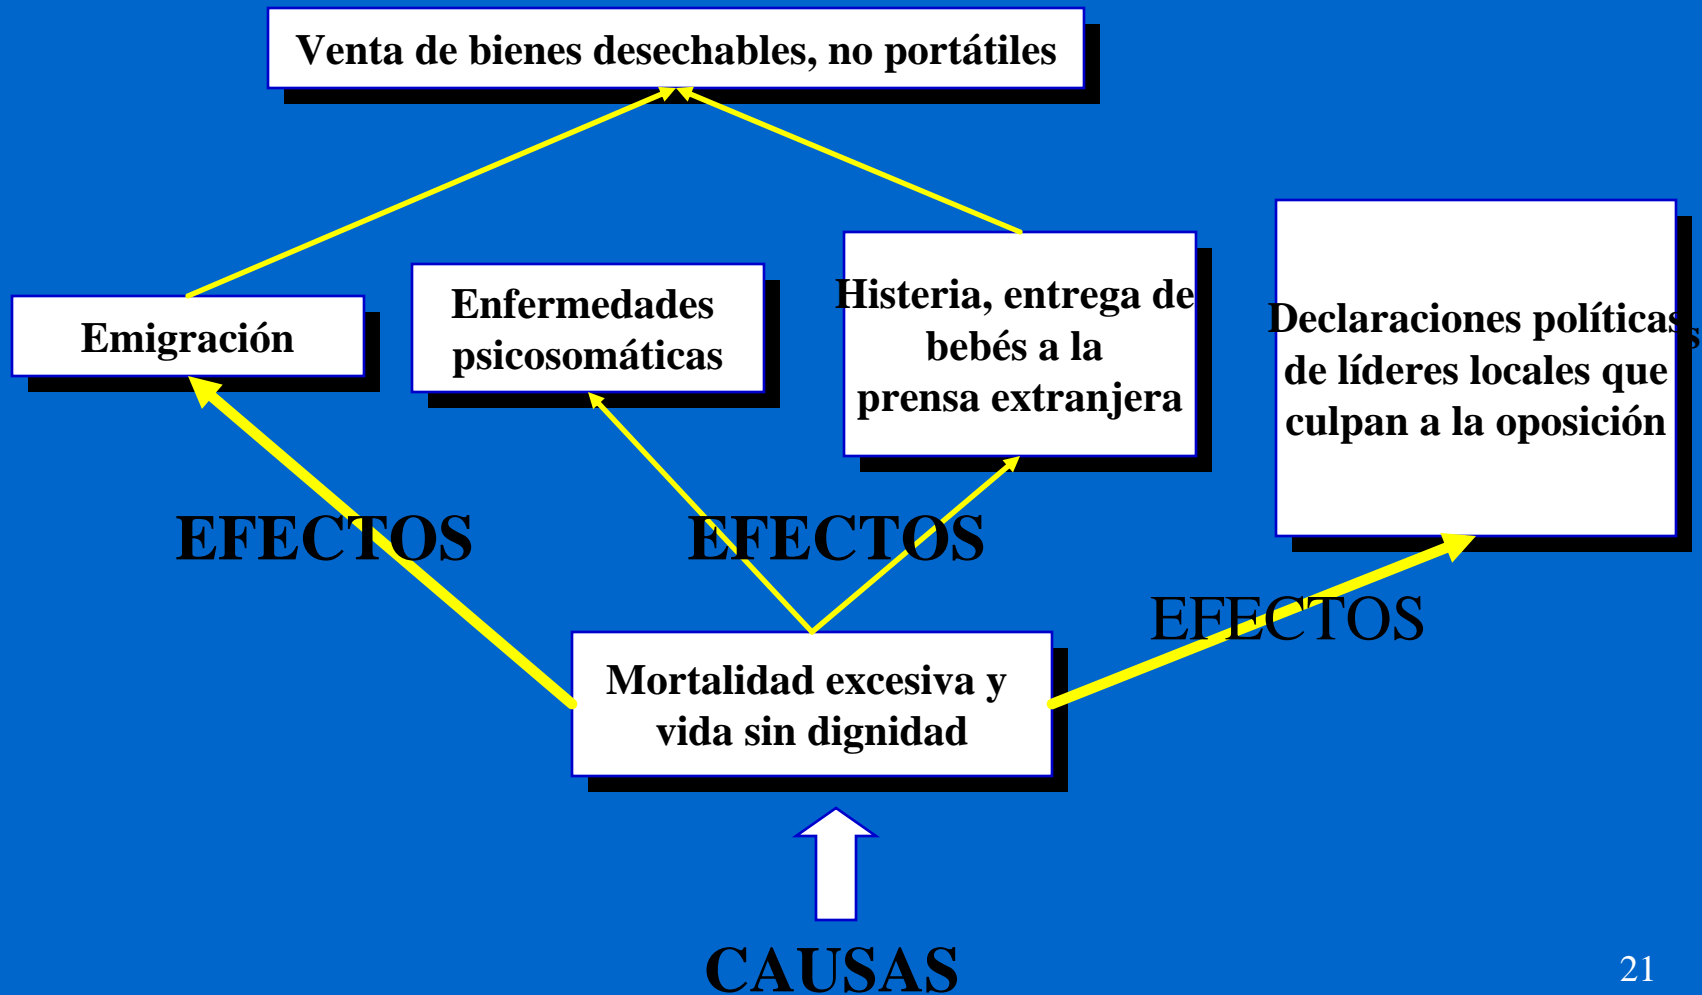 Venta de bienes desechables, no portátiles
Emigración
Enfermedades
psicosomáticas
Histeria, entrega de
bebés a la
prensa extranjera
Declaraciones políticas
de líderes locales que
culpan a la oposición
EFECTOS
EFECTOS
EFECTOS
Mortalidad excesiva y
vida sin dignidad
CAUSAS
21